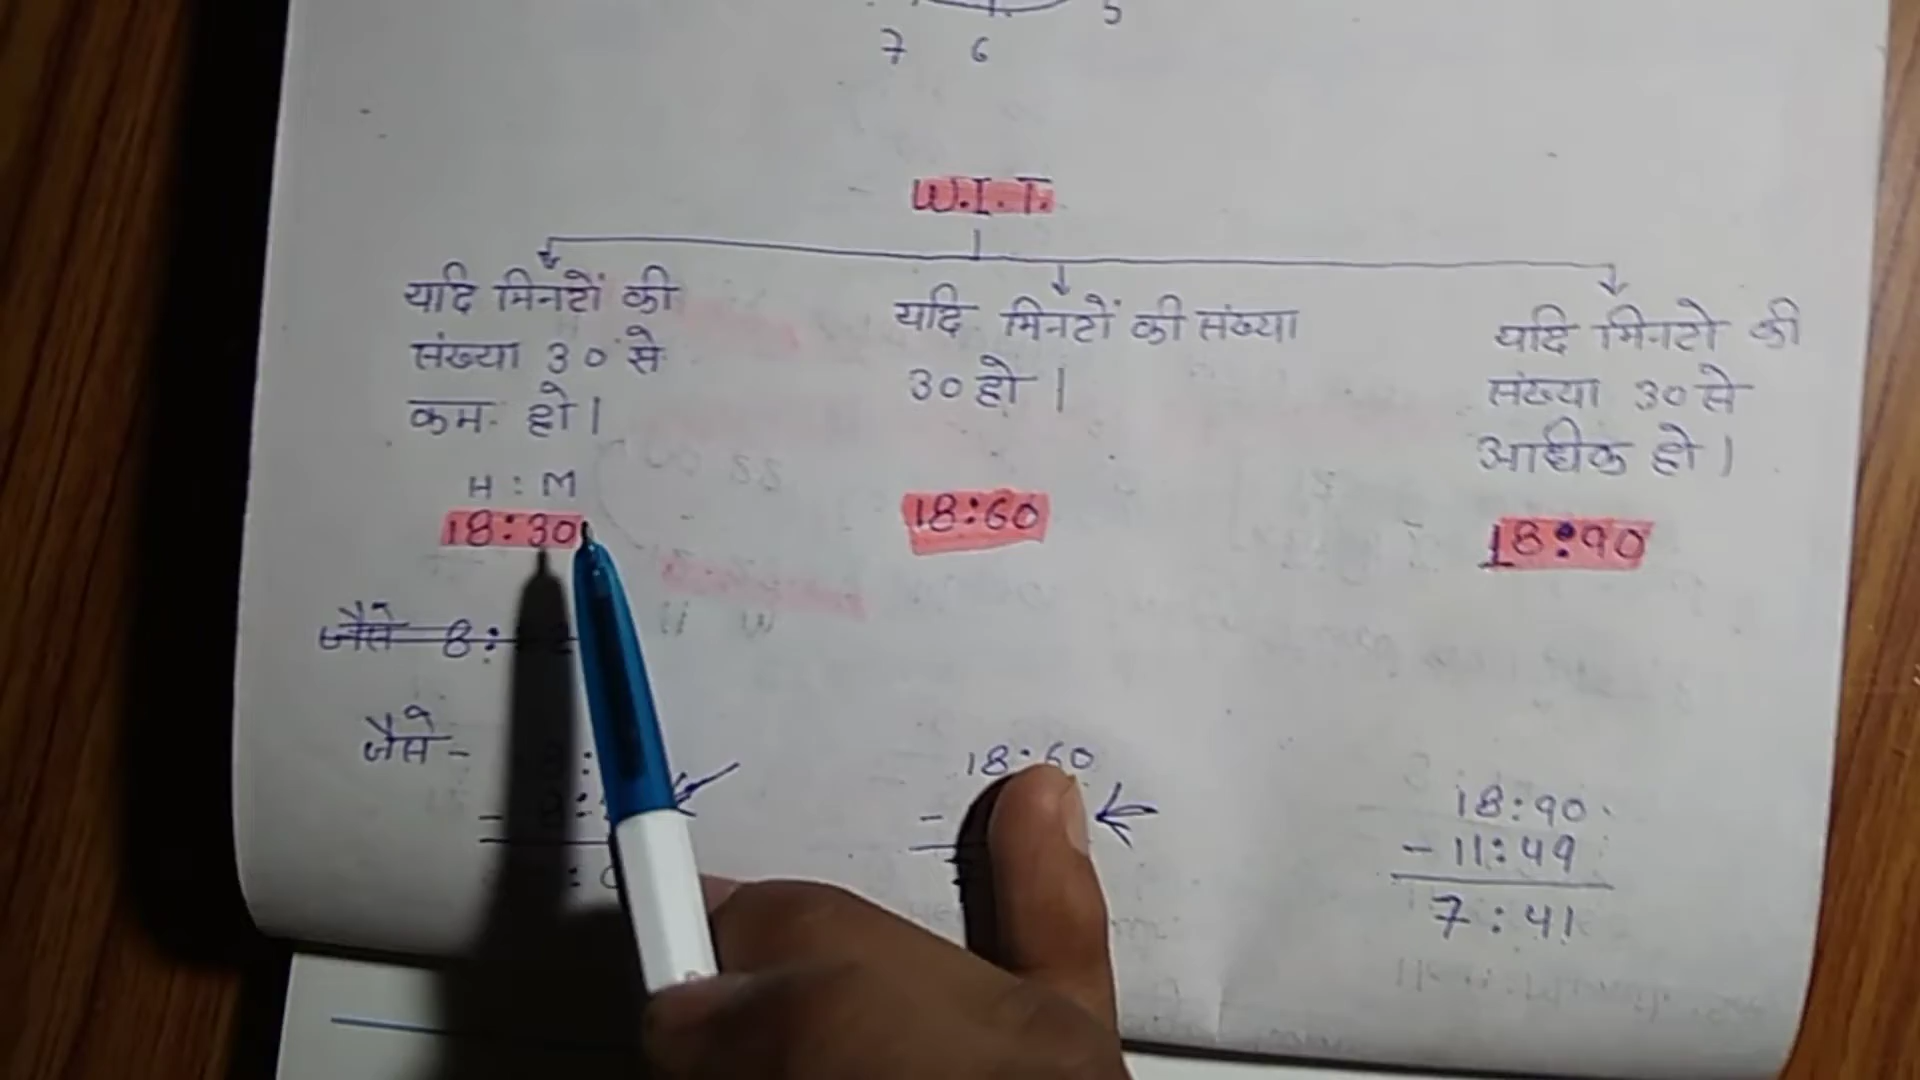 5
7 6
W.I.T.
यदि मिनटों की
संख्या 30 से
कम हो।
H : M
18:30
जैसे 8:
जैसे -
यदि मिनटों की संख्या
30 हो।
18:60
18:60
-
यदि मिनटो की
संख्या 30 से
आधीक हो।
18:90
18:90
- 11:49
7:41